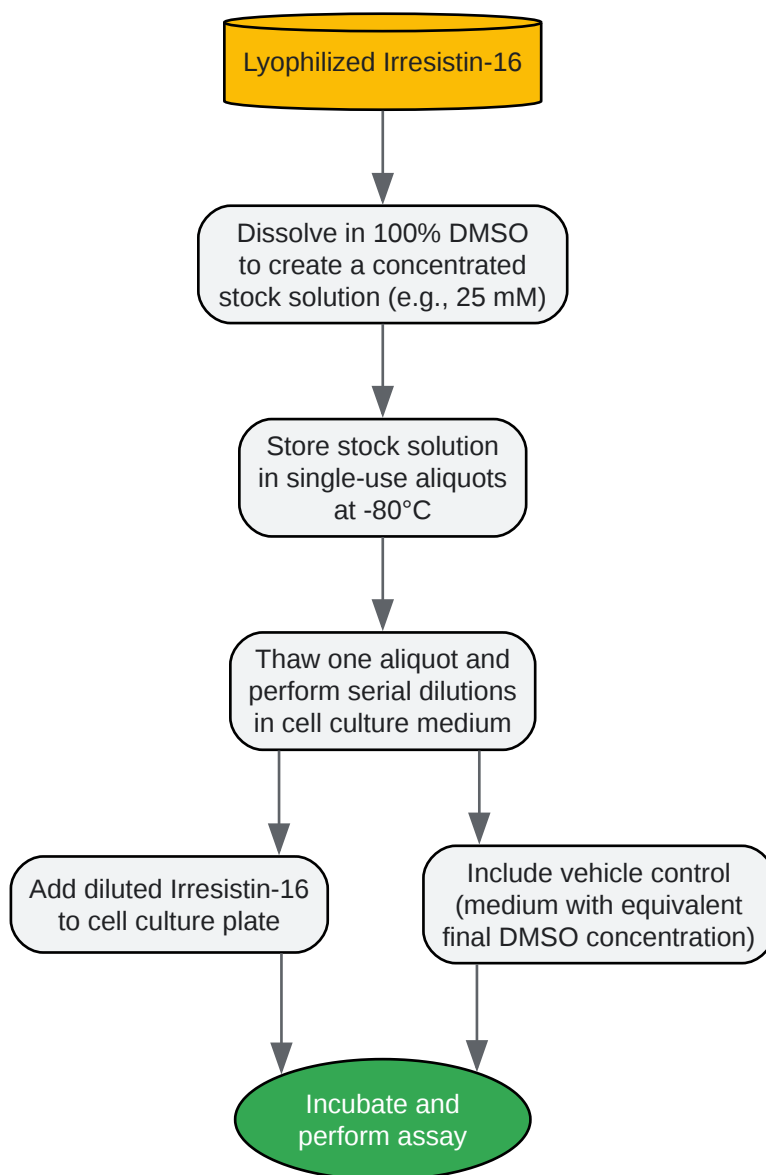 Lyophilized Irresistin-16
Dissolve in 100% DMSO
to create a concentrated
stock solution (e.g., 25 mM)
Store stock solution
in single-use aliquots
at -80°C
Thaw one aliquot and
perform serial dilutions
in cell culture medium
Add diluted Irresistin-16
to cell culture plate
Include vehicle control
(medium with equivalent
final DMSO concentration)
Incubate and
perform assay